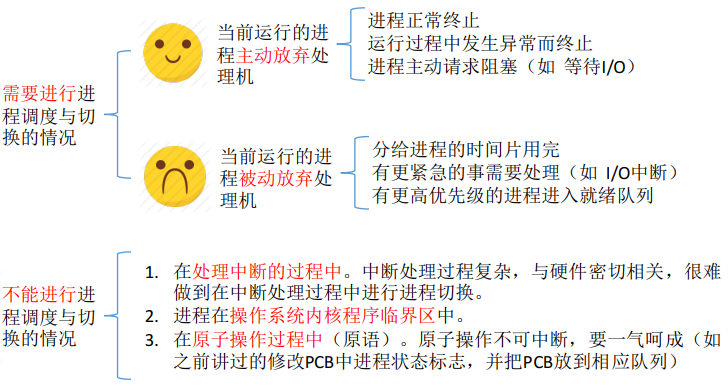 需要进行进
程调度与切
换的情况
当前运行的进
程主动放弃处
理机
进程正常终止
运行过程中发生异常而终止
进程主动请求阻塞（如 等待I/O）
当前运行的进
程被动放弃处
理机
分给进程的时间片用完
有更紧急的事需要处理（如 I/O中断）
有更高优先级的进程进入就绪队列
不能进行进
程调度与切
换的情况
1. 在处理中断的过程中。中断处理过程复杂，与硬件密切相关，很难
做到在中断处理过程中进行进程切换。
2. 进程在操作系统内核程序临界区中。
3. 在原子操作过程中（原语）。原子操作不可中断，要一气呵成（如
之前讲过的修改PCB中进程状态标志，并把PCB放到相应队列）